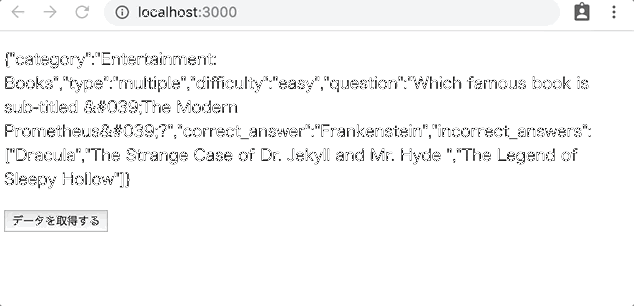 localhost:3000
{"category":"Entertainment:
Books","type":"multiple","difficulty":"easy","question":"Which famous book is
sub-titled &#039;The Modern
Prometheus&#039;?","correct_answer":"Frankenstein","incorrect_answers":
["Dracula","The Strange Case of Dr. Jekyll and Mr. Hyde ","The Legend of
Sleepy Hollow"]}
データを取得する